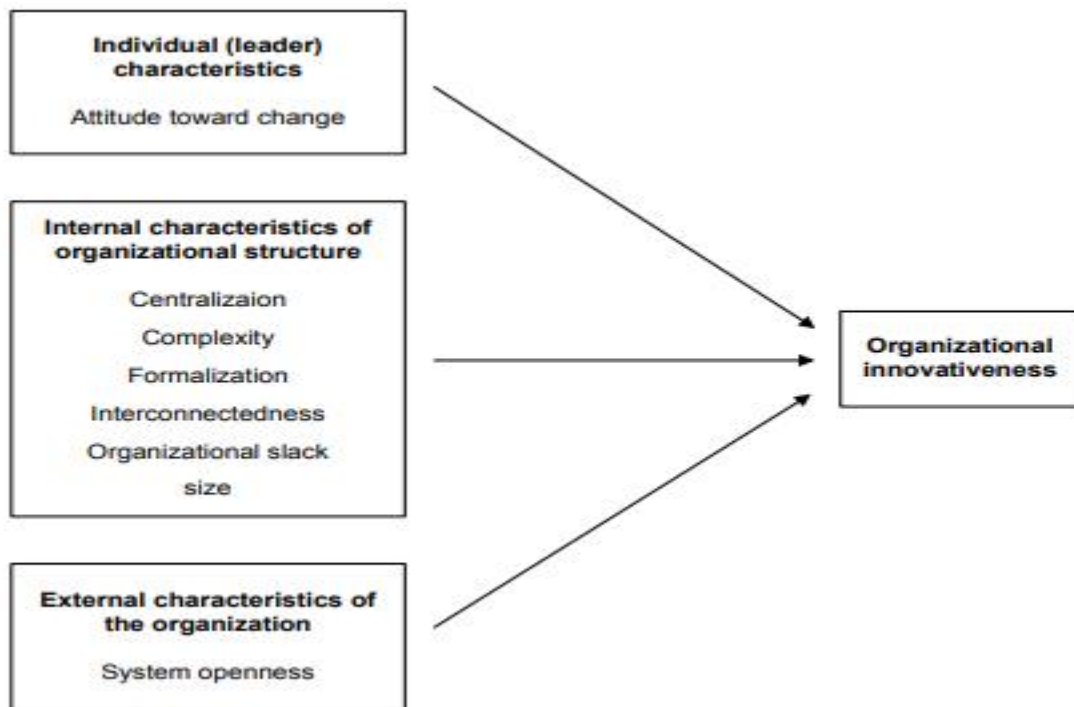 Individual (leader)
characteristics
Attitude toward change
Internal characteristics of
organizational structure
Centralizaion
Complexity
Formalization
Interconnectedness
Organizational slack
size
External characteristics of
the organization
System openness
Organizational
innovativeness